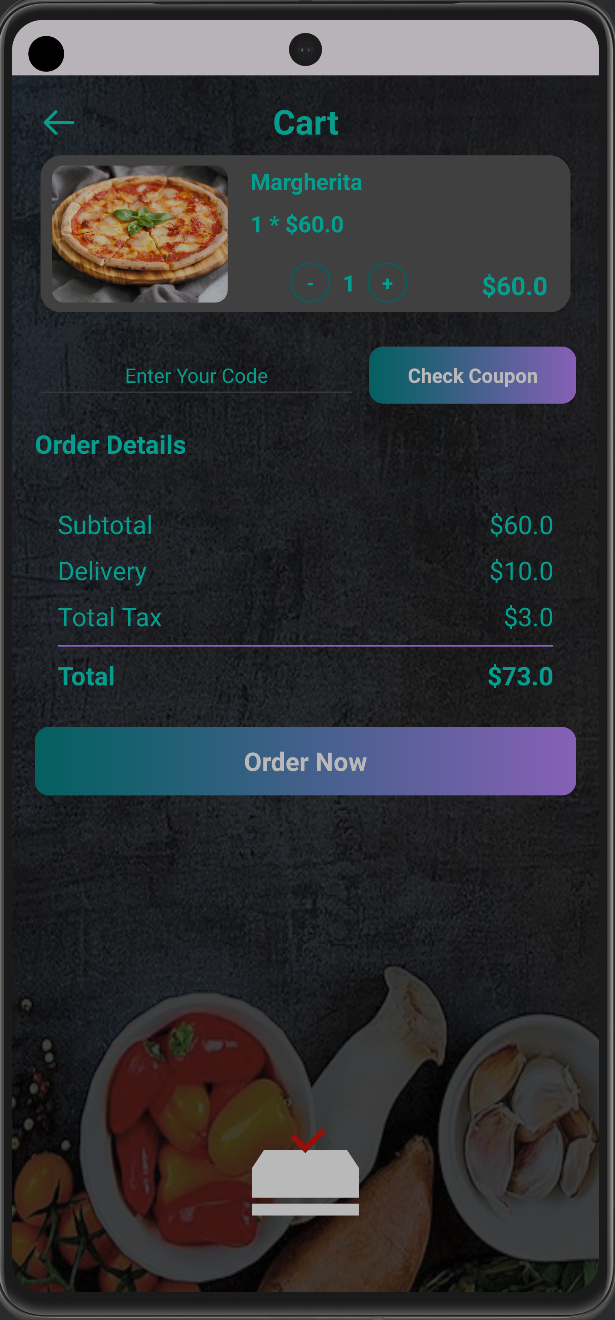 Cart
Margherita
1 * $60.0
- 1 + $60.0
Enter Your Code Check Coupon
Order Details
Subtotal $60.0
Delivery $10.0
Total Tax $3.0
Total $73.0
Order Now